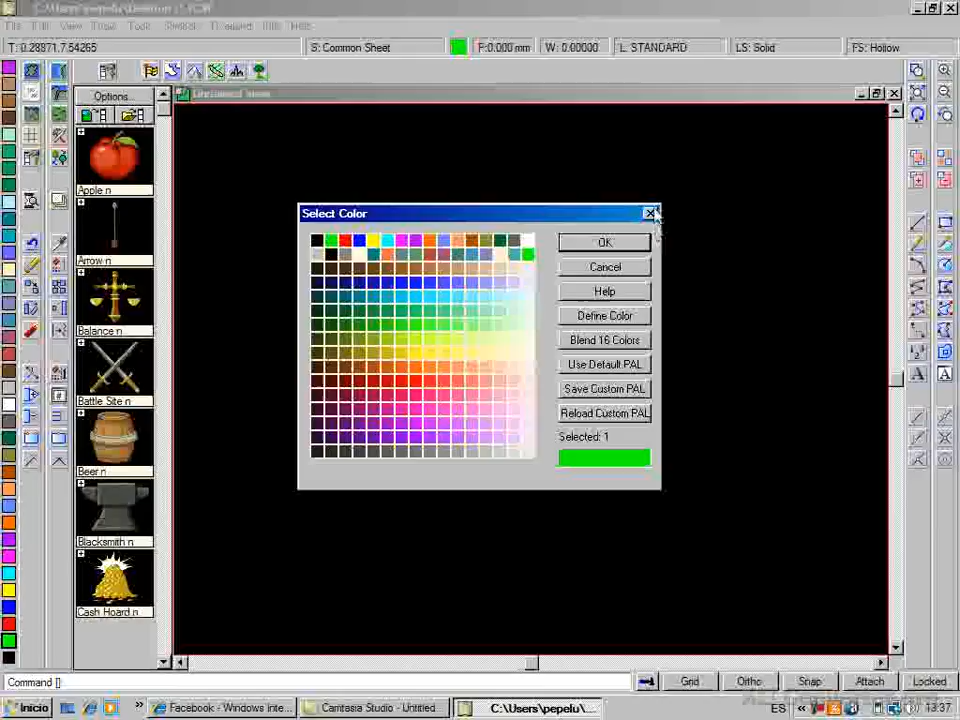 T: 0.28871,7.54265
S: Common Sheet
F:0.000 mm
W: 0.00000
L: STANDARD
LS: Solid
FS: Hollow
Options...
Apple n
Arrow n
Balance n
Battle Site n
Beer n
Blacksmith n
Cash Hoard n
Select Color
OK
Cancel
Help
Define Color
Blend 16 Colors
Use Default PAL
Save Custom PAL
Reload Custom PAL
Selected: 1
Command []:
Grid
Ortho
Snap
Attach
Locked
Inicio
Facebook - Windows Inte...
Camtasia Studio - Untitled
C:\Users\pepelu\...
ES
13:37